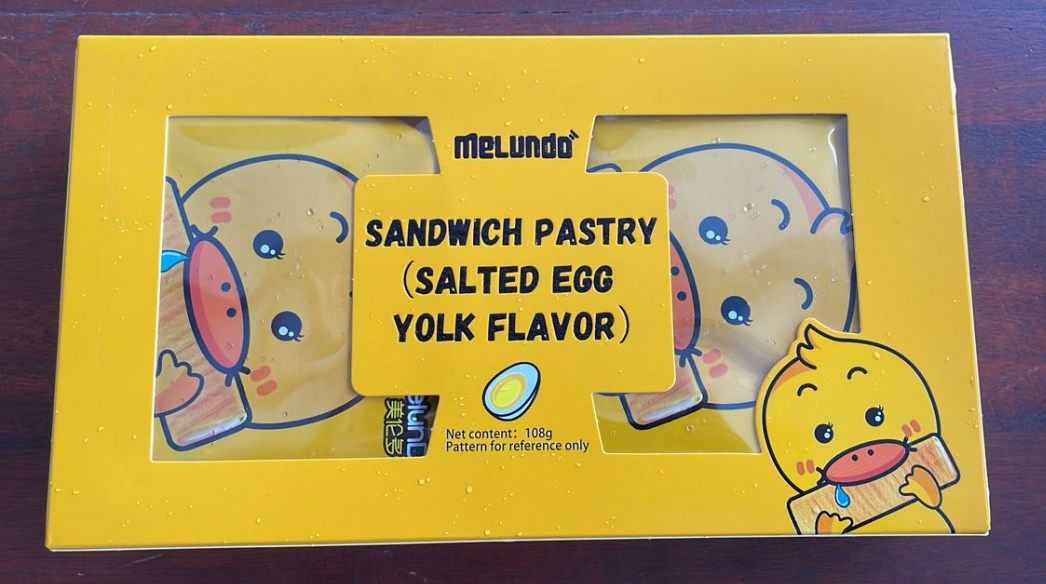 melundo
SANDWICH PASTRY
(SALTED EGG
YOLK FLAVOR)
Net content: 108g
Pattern for reference only